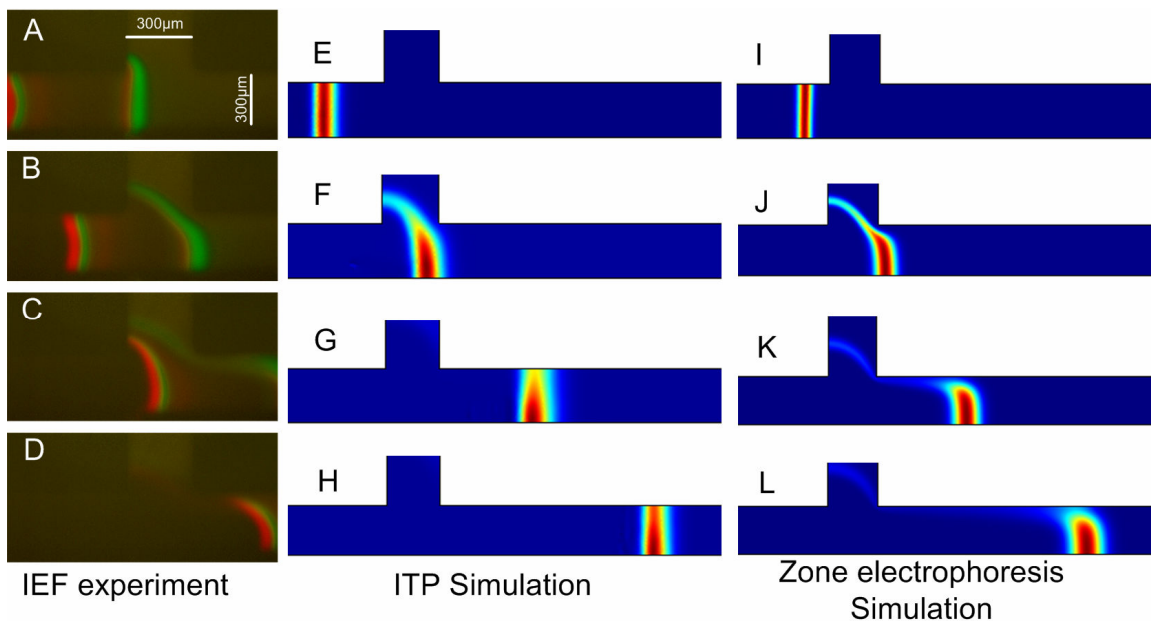 A
300µm
300µm
B
C
D
IEF experiment
E
F
G
H
ITP Simulation
I
J
K
L
Zone electrophoresis
Simulation